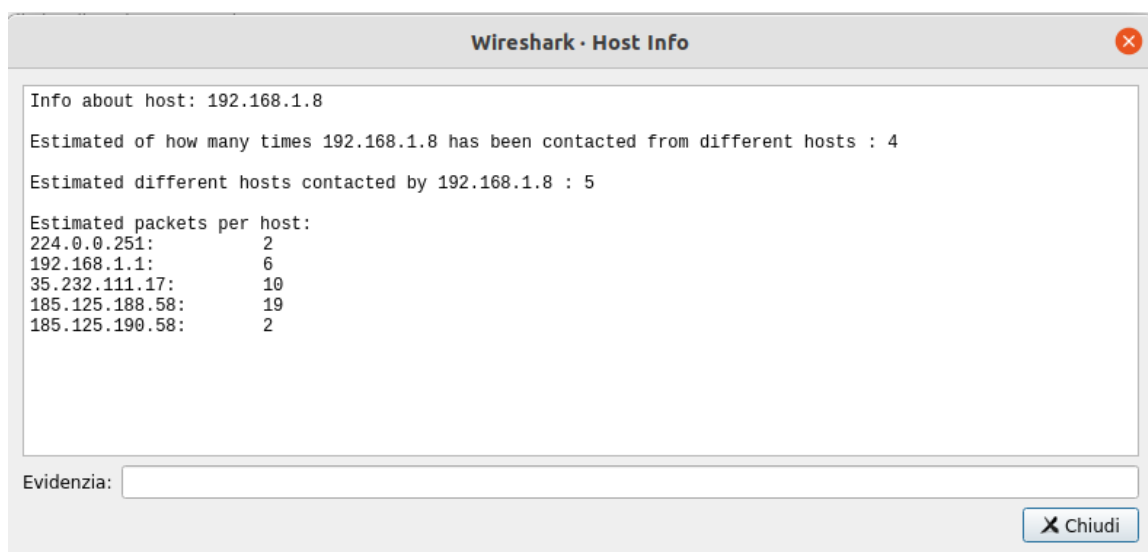 Wireshark · Host Info
Info about host: 192.168.1.8
Estimated of how many times 192.168.1.8 has been contacted from different hosts : 4
Estimated different hosts contacted by 192.168.1.8 : 5
Estimated packets per host:
224.0.0.251: 2
192.168.1.1: 6
35.232.111.17: 10
185.125.188.58: 19
185.125.190.58: 2
Evidenzia:
Chiudi